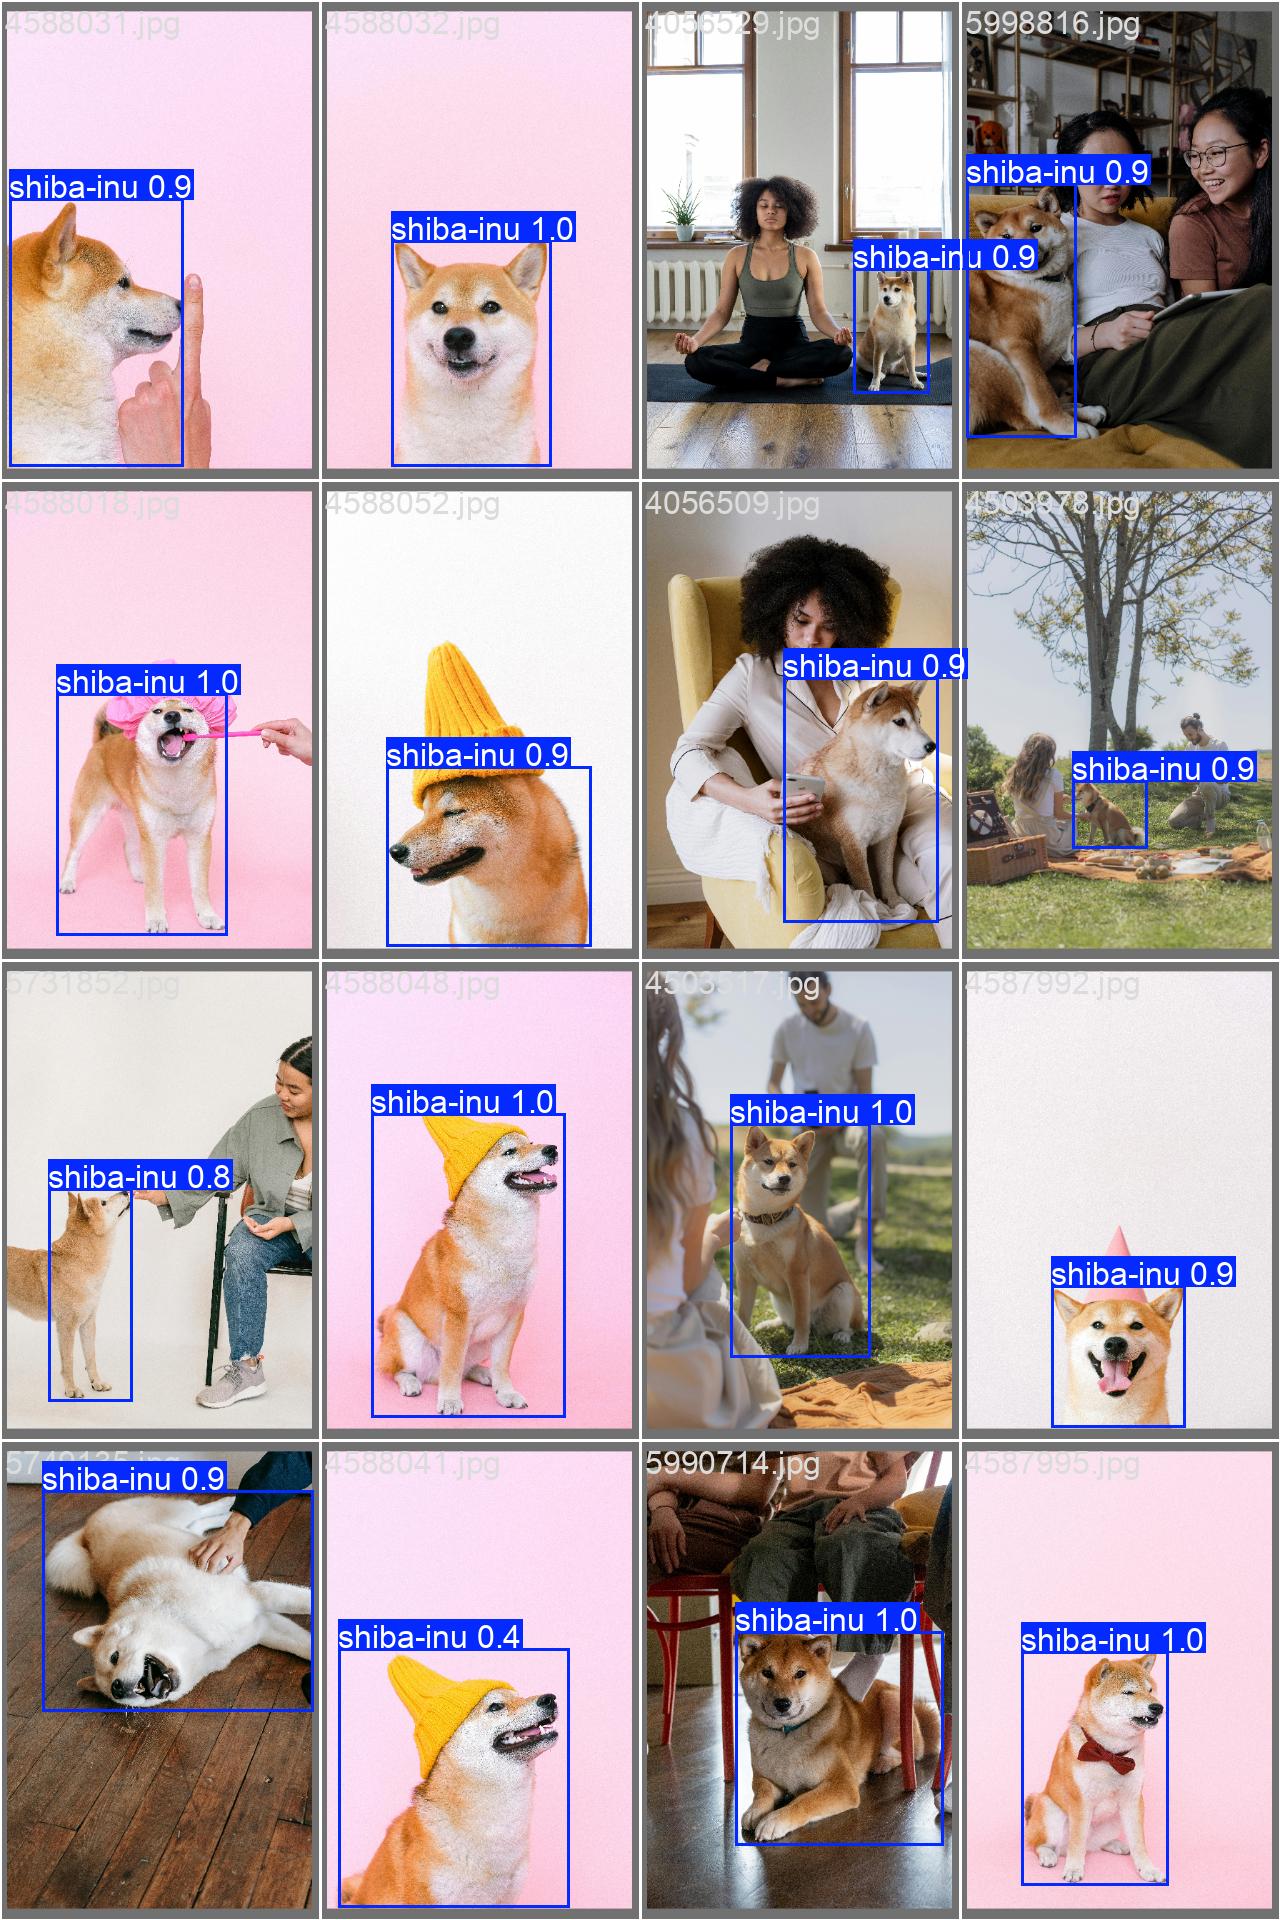 4588031.jpg
shiba-inu 0.9
4588032.jpg
shiba-inu 1.0
4056529.jpg
shiba-inu 0.9
5998816.jpg
shiba-inu 0.9
4588018.jpg
shiba-inu 1.0
4588052.jpg
shiba-inu 0.9
4056509.jpg
shiba-inu 0.9
4503978.jpg
shiba-inu 0.9
5731852.jpg
shiba-inu 0.8
4588048.jpg
shiba-inu 1.0
4503517.jpg
shiba-inu 1.0
4587992.jpg
shiba-inu 0.9
5749135.jpg
shiba-inu 0.9
4588041.jpg
shiba-inu 0.4
5990714.jpg
shiba-inu 1.0
4587995.jpg
shiba-inu 1.0